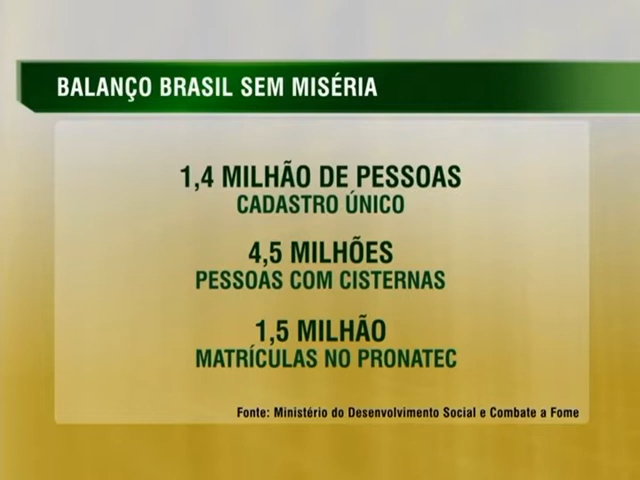 BALANÇO BRASIL SEM MISÉRIA
1,4 MILHÃO DE PESSOAS
CADASTRO ÚNICO
4,5 MILHÕES
PESSOAS COM CISTERNAS
1,5 MILHÃO
MATRÍCULAS NO PRONATEC
Fonte: Ministério do Desenvolvimento Social e Combate a Fome